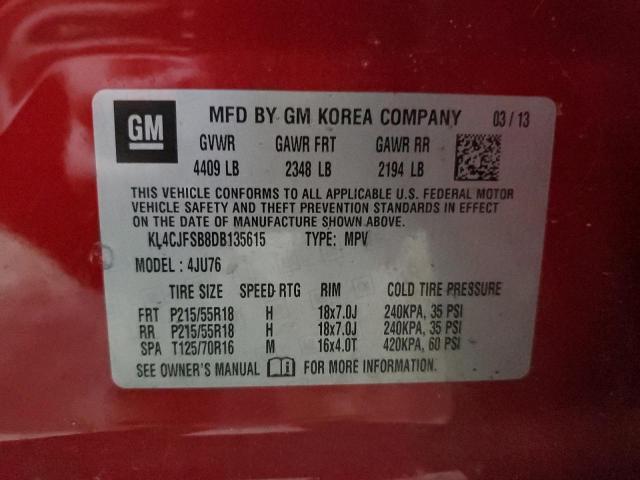 GM
MFD BY GM KOREA COMPANY 03/13
GVWR GAWR FRT GAWR RR
4409 LB 2348 LB 2194 LB
THIS VEHICLE CONFORMS TO ALL APPLICABLE U.S. FEDERAL MOTOR
VEHICLE SAFETY AND THEFT PREVENTION STANDARDS IN EFFECT
ON THE DATE OF MANUFACTURE SHOWN ABOVE.
KL4CJFSB8DB135615 TYPE: MPV
MODEL: 4JU76
TIRE SIZE SPEED RTG RIM COLD TIRE PRESSURE
FRT P215/55R18 H 18x7.0J 240KPA, 35 PSI
RR P215/55R18 H 18x7.0J 240KPA, 35 PSI
SPA T125/70R16 M 16x4.0T 420KPA, 60 PSI
SEE OWNER'S MANUAL FOR MORE INFORMATION.